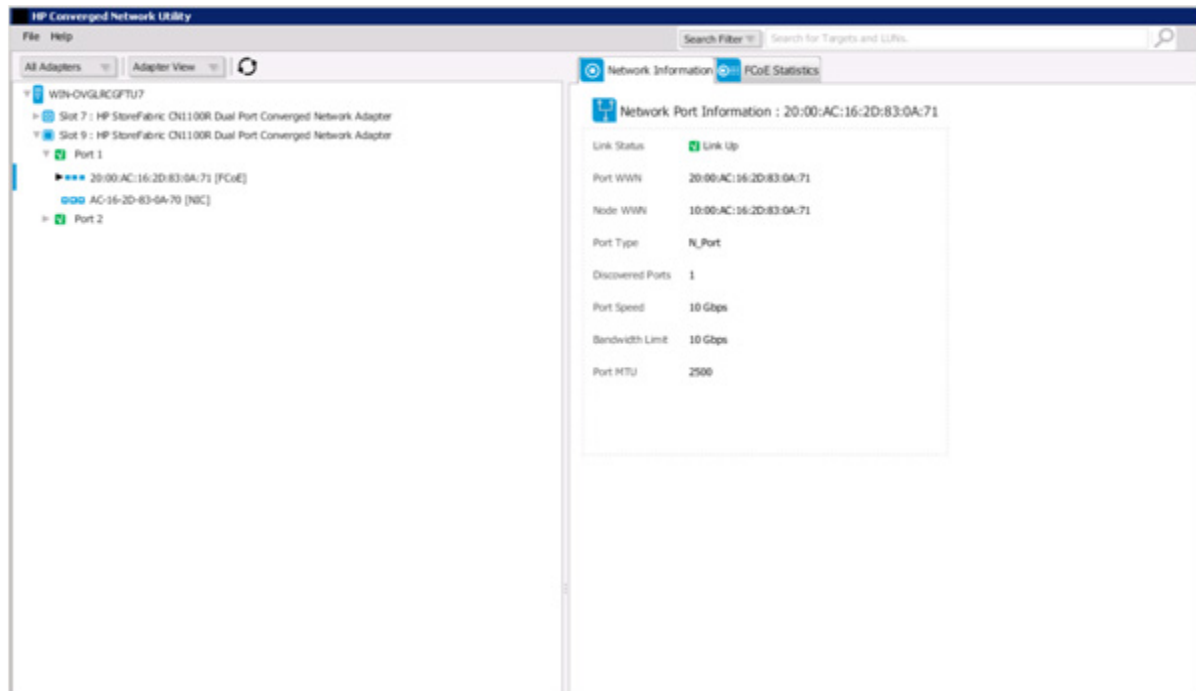 HP Converged Network Utility
File Help
Search Filter Search for Targets and LUNs.
All Adapters Adapter View
Network Information FCoE Statistics
WIN-OVGLRCGFTU7
Slot 7 : HP StoreFabric CN1100R Dual Port Converged Network Adapter
Slot 9 : HP StoreFabric CN1100R Dual Port Converged Network Adapter
Port 1
20:00:AC:16:2D:83:0A:71 [FCoE]
AC-16-2D-83-0A-70 [NIC]
Port 2
Network Port Information : 20:00:AC:16:2D:83:0A:71
Link Status Link Up
Port WWN 20:00:AC:16:2D:83:0A:71
Node WWN 10:00:AC:16:2D:83:0A:71
Port Type N_Port
Discovered Ports 1
Port Speed 10 Gbps
Bandwidth Limit 10 Gbps
Port MTU 2500